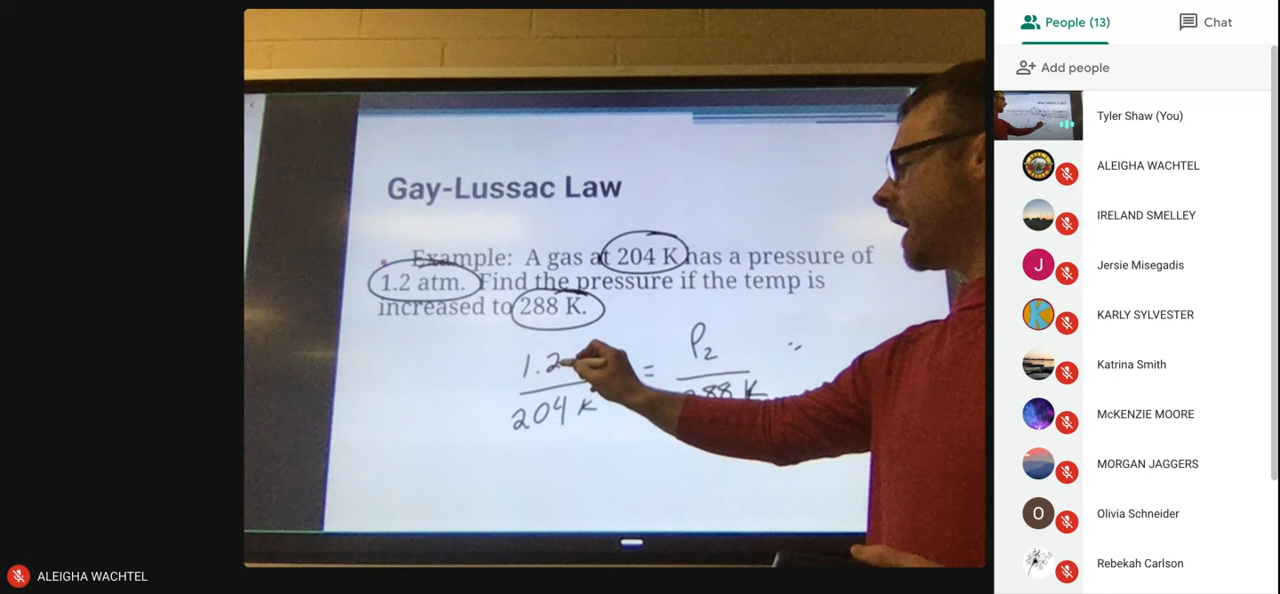 People (13)
Chat
Add people
Tyler Shaw (You)
ALEIGHA WACHTEL
IRELAND SMELLEY
Jersie Misegadis
KARLY SYLVESTER
Katrina Smith
McKENZIE MOORE
MORGAN JAGGERS
Olivia Schneider
Rebekah Carlson
Gay-Lussac Law
Example: A gas at 204 K has a pressure of
1.2 atm. Find the pressure if the temp is
increased to 288 K.
1.2 = P2
204 K 288 K
J
K
O
ALEIGHA WACHTEL